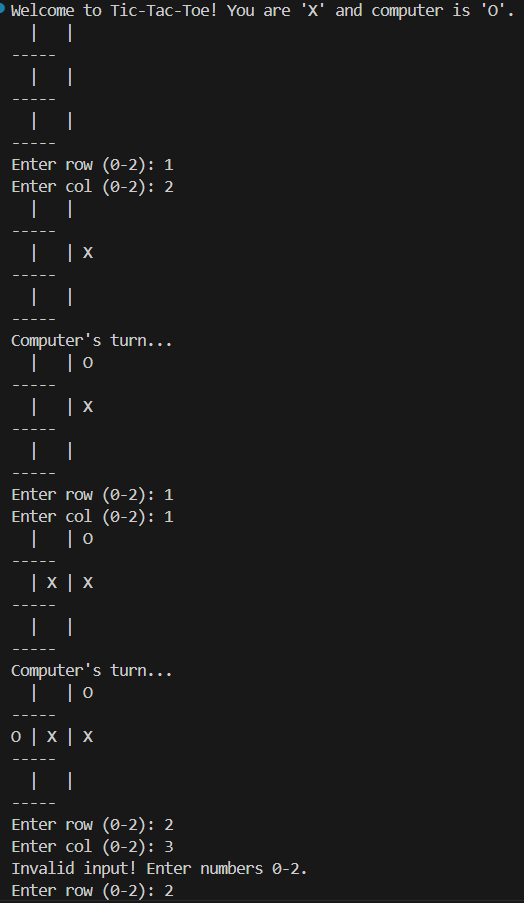 Welcome to Tic-Tac-Toe! You are 'X' and computer is 'O'.
  |   |  
-----
  |   |  
-----
  |   |  
-----
Enter row (0-2): 1
Enter col (0-2): 2
  |   |  
-----
  |   | X
-----
  |   |  
-----
Computer's turn...
  |   | O
-----
  |   | X
-----
  |   |  
-----
Enter row (0-2): 1
Enter col (0-2): 1
  |   | O
-----
  | X | X
-----
  |   |  
-----
Computer's turn...
  |   | O
-----
O | X | X
-----
  |   |  
-----
Enter row (0-2): 2
Enter col (0-2): 3
Invalid input! Enter numbers 0-2.
Enter row (0-2): 2